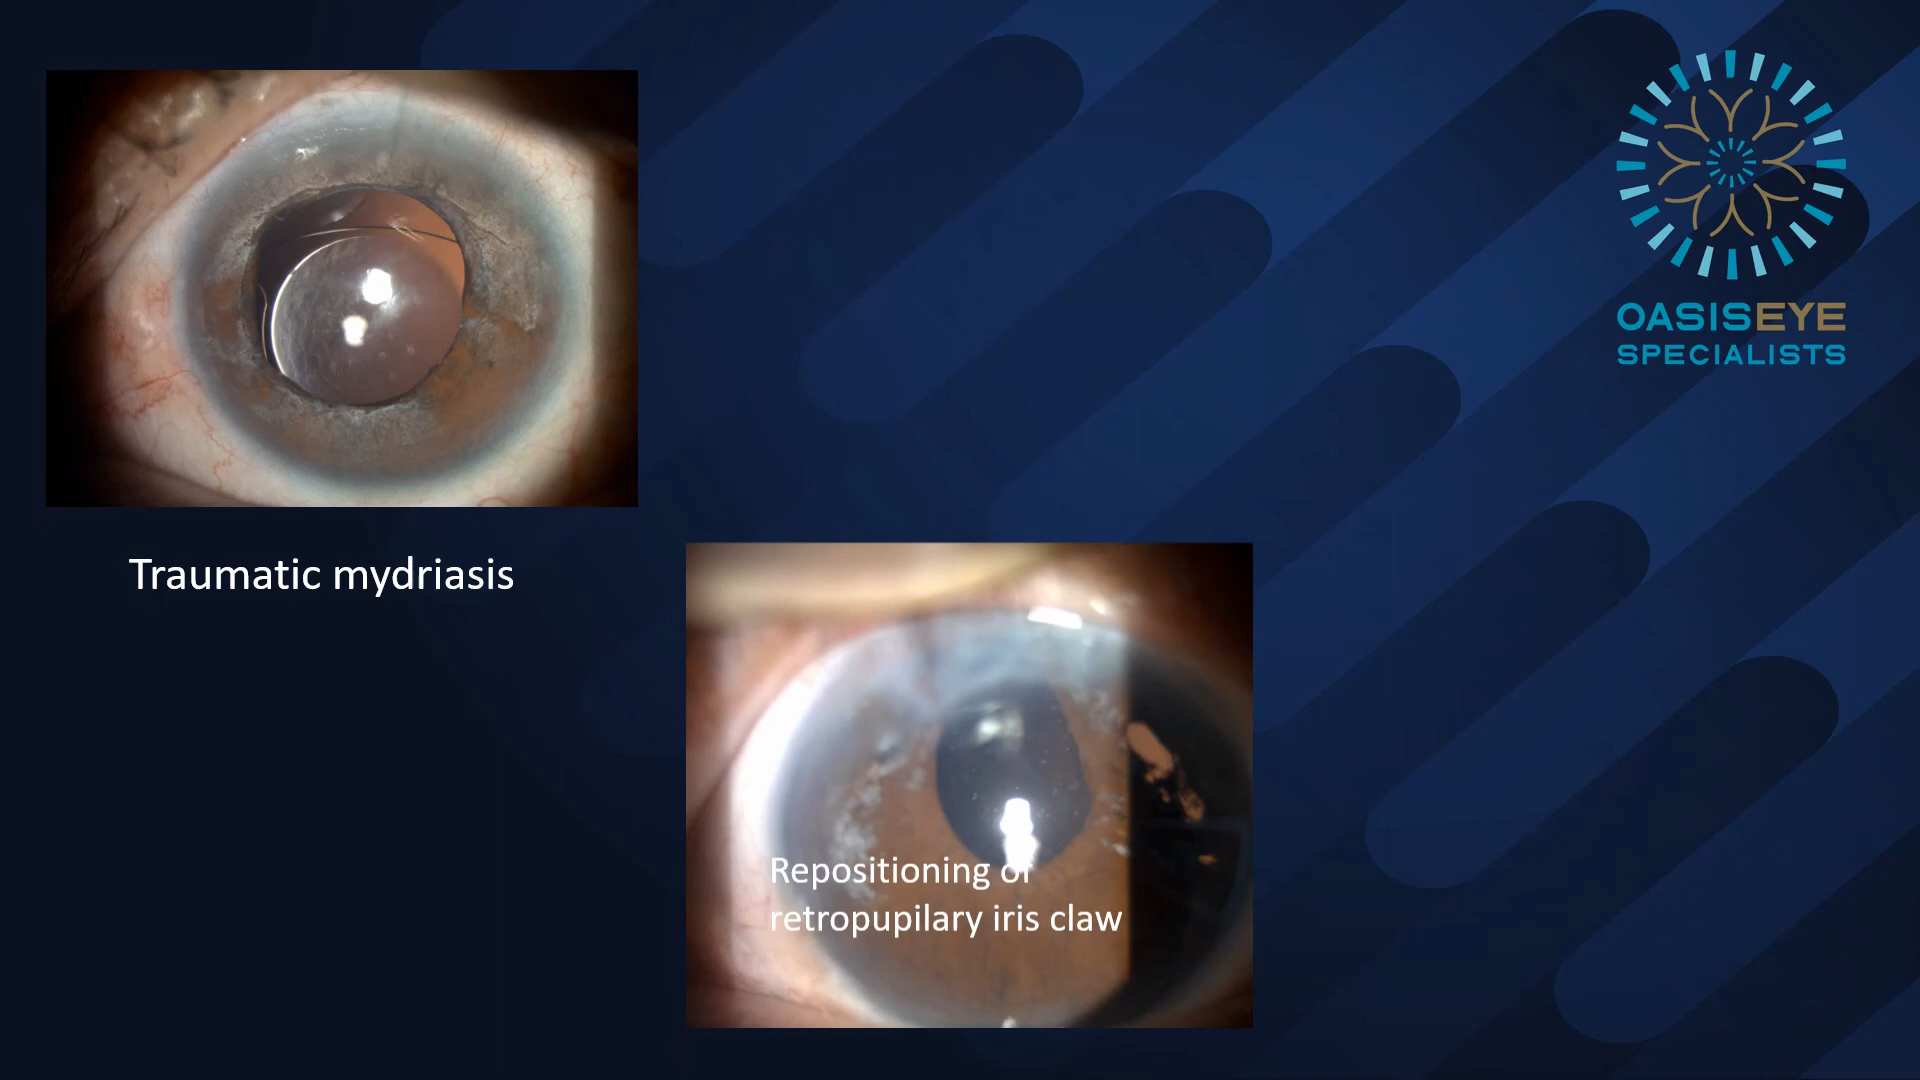 OASISEYE
SPECIALISTS
Traumatic mydriasis
Repositioning of
retropupilary iris claw